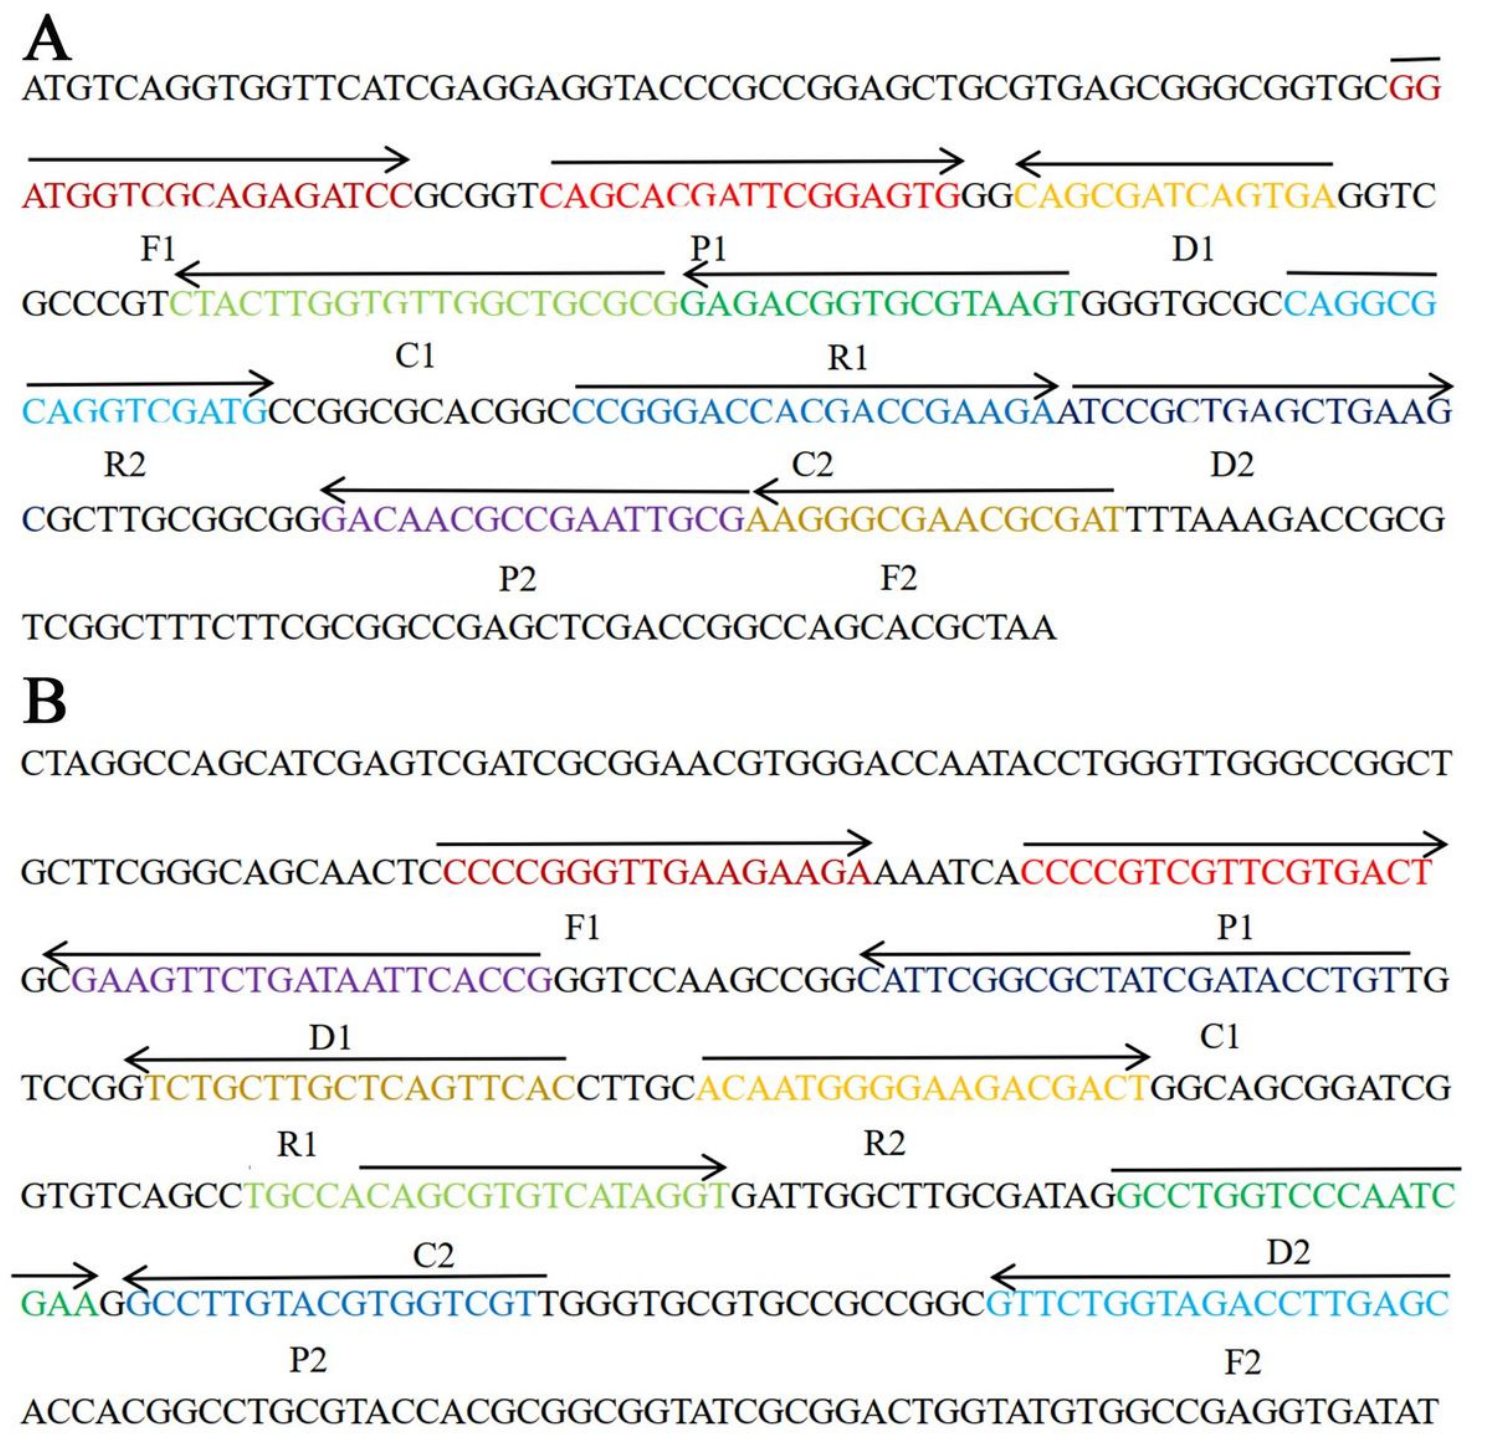 A
ATGTCAGGTGGTTCATCGAGGAGGTACCCGCCGGAGCTGCGTGAGCGGGCGGTGCGG
ATGGTCGCAGAGATCCGCGGTCAGCACGATTCGGAGTGGGCAGCGATCAGTGAGGTC
F1 P1 D1
GCCCGTCTACTTGGTGTTGGCTGCGCGGAGACGGTGCGTAAGTGGGTGCGCCAGGCG
C1 R1
CAGGTCGATGCCGGCGCACGGCCCGGGACCACGACCGAAGAATCCGCTGAGCTGAAG
R2 C2 D2
CGCTTGCGGCGGGACAACGCCGAATTGCGAAGGGCGAACGCGATTTTAAAGACCGCG
P2 F2
TCGGCTTTCTTCGCGGCCGAGCTCGACCGGCCAGCACGCTAA
B
CTAGGCCAGCATCGAGTCGATCGCGGAACGTGGGACCAATACCTGGGTTGGGCCGGCT
GCTTCGGGCAGCAACTCCCCCGGGTTGAAGAAGAAAATCACCCCGTCGTTCGTGACT
F1 P1
GCGAAGTTCTGATAATTCACCGGGTCCAAGCCGGCATTCGGCGCTATCGATACCTGTTG
D1 C1
TCCGGTCTGCTTGCTCAGTTCACCTTGCACAATGGGGAAGACGACTGGCAGCGGATCG
R1 R2
GTGTCAGCCTGCCACAGCGTGTCATAGGTGATTGGCTTGCGATAGGCCTGGTCCCAATC
C2 D2
GAAGGCCTTGTACGTGGTCGTTGGGTGCGTGCCGCCGGCGTTCTGGTAGACCTTGAGC
P2 F2
ACCACGGCCTGCGTACCACGCGGCGGTATCGCGGACTGGTATGTGGCCGAGGTGATAT